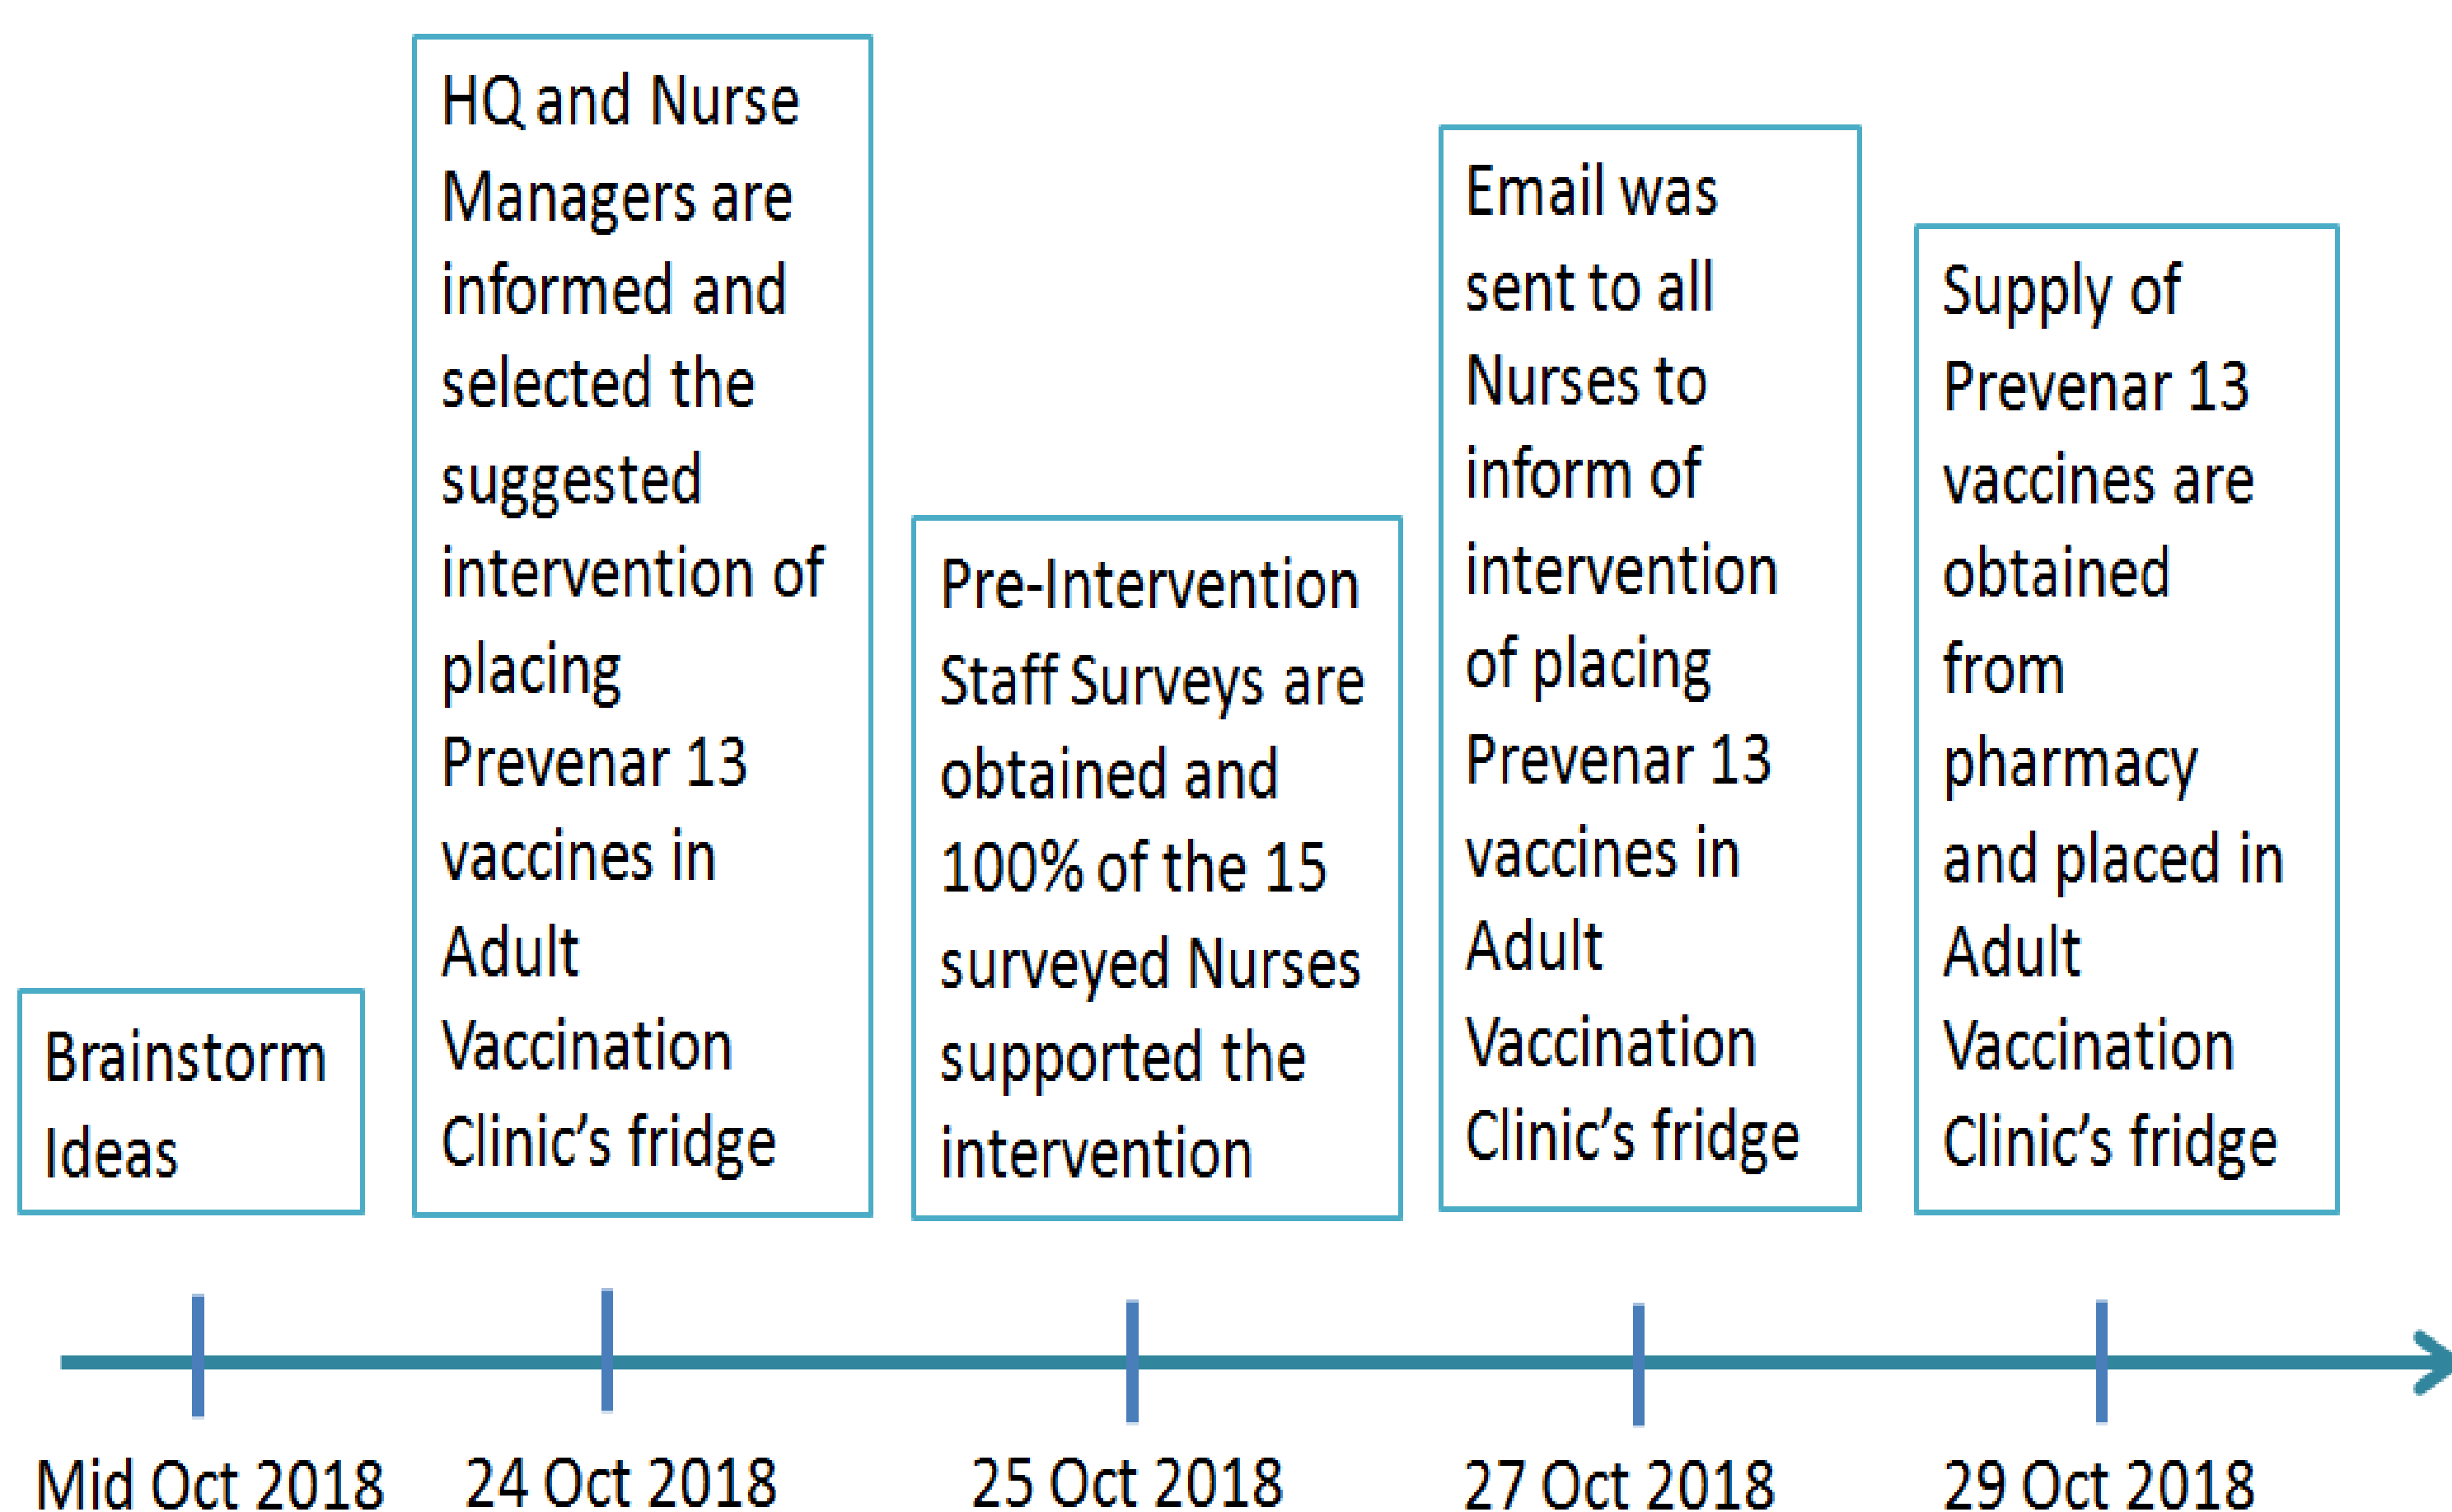 Brainstorm
Ideas
HQ and Nurse
Managers are
informed and
selected the
suggested
intervention of
placing
Prevenar 13
vaccines in
Adult
Vaccination
Clinic’s fridge
Pre-Intervention
Staff Surveys are
obtained and
100% of the 15
surveyed Nurses
supported the
intervention
Email was
sent to all
Nurses to
inform of
intervention
of placing
Prevenar 13
vaccines in
Adult
Vaccination
Clinic’s fridge
Supply of
Prevenar 13
vaccines are
obtained
from
pharmacy
and placed in
Adult
Vaccination
Clinic’s fridge
Mid Oct 2018
24 Oct 2018
25 Oct 2018
27 Oct 2018
29 Oct 2018